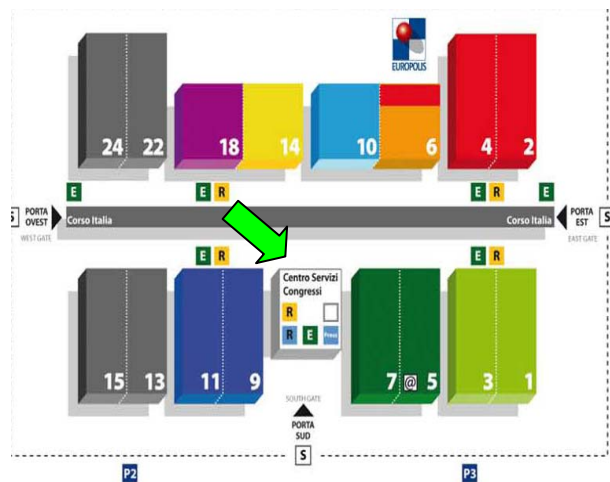 EUROPOLIS
24 22
18 14
10 6
4 2
E
E R
E R
E
S
PORTA
OVEST
WEST GATE
Corso Italia
Corso Italia
PORTA
EST
EAST GATE
S
E R
E R
Centro Servizi
Congressi
R
R E Press
15 13
11 9
7 @ 5
3 1
SOUTH GATE
PORTA
SUD
S
P2
P3